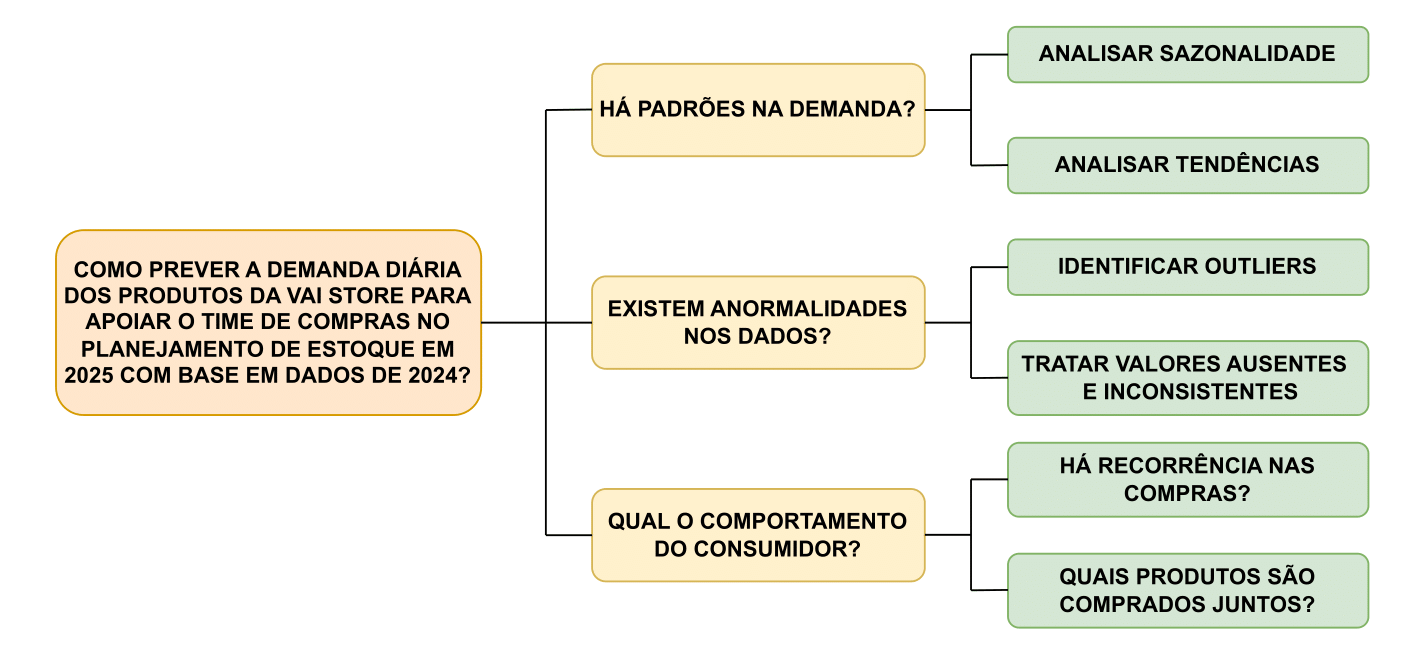 COMO PREVER A DEMANDA DIÁRIA
DOS PRODUTOS DA VAI STORE PARA
APOIAR O TIME DE COMPRAS NO
PLANEJAMENTO DE ESTOQUE EM
2025 COM BASE EM DADOS DE 2024?
HÁ PADRÕES NA DEMANDA?
ANALISAR SAZONALIDADE
ANALISAR TENDÊNCIAS
EXISTEM ANORMALIDADES
NOS DADOS?
IDENTIFICAR OUTLIERS
TRATAR VALORES AUSENTES
E INCONSISTENTES
QUAL O COMPORTAMENTO
DO CONSUMIDOR?
HÁ RECORRÊNCIA NAS
COMPRAS?
QUAIS PRODUTOS SÃO
COMPRADOS JUNTOS?